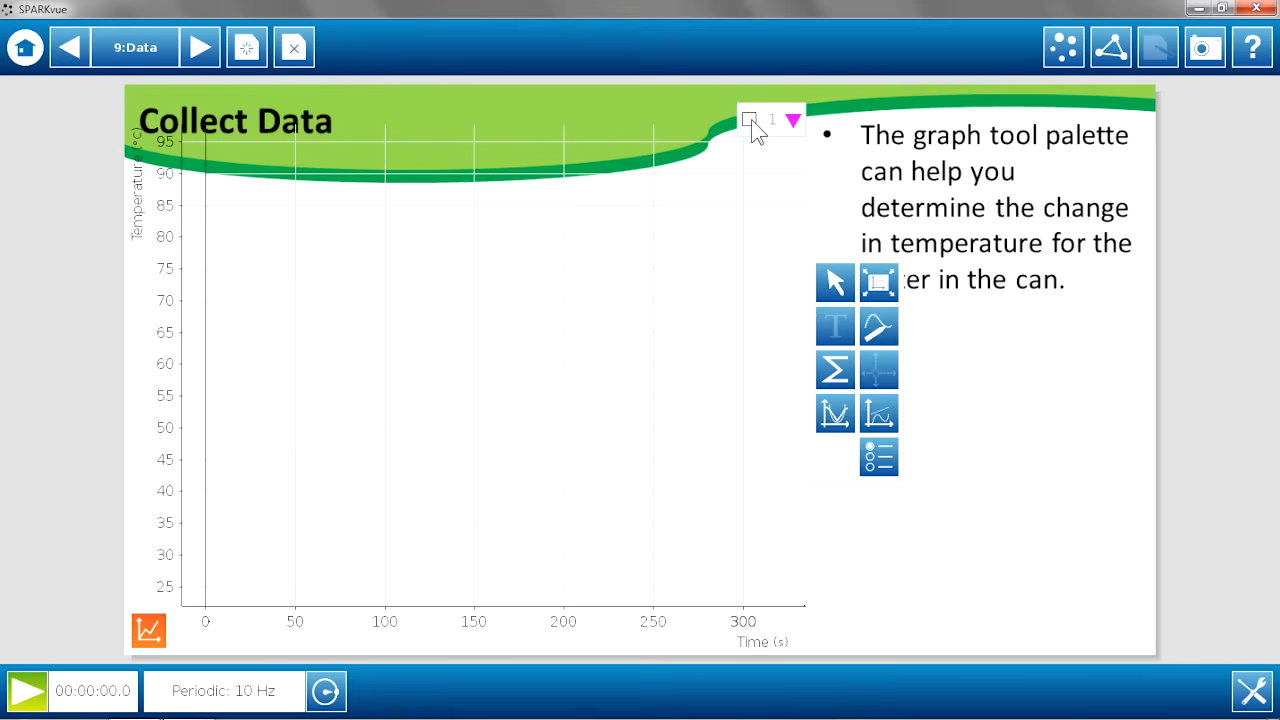 SPARKvue
9:Data
?
Collect Data
1
• The graph tool palette
can help you
determine the change
in temperature for the
ter in the can.
T
Σ
Temperature (°C)
95
90
85
80
75
70
65
60
55
50
45
40
35
30
25
0
50
100
150
200
250
300
Time (s)
00:00:00.0
Periodic: 10 Hz